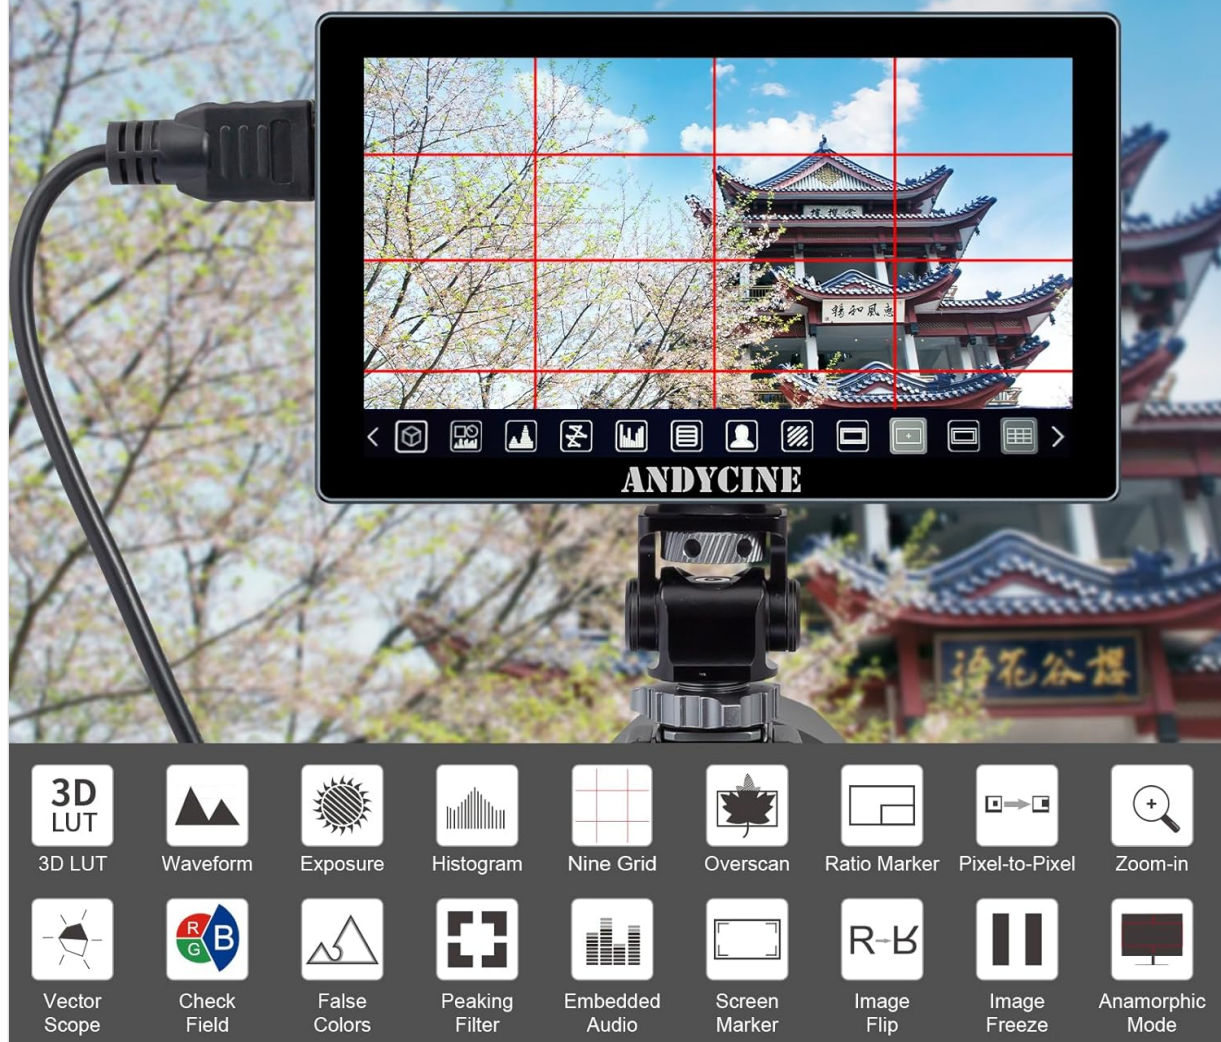 ANDYCINE
3D
LUT
R
G
B
R-R
3D LUT
Waveform
Exposure
Histogram
Nine Grid
Overscan
Ratio Marker
Pixel-to-Pixel
Zoom-in
Vector
Scope
Check
Field
False
Colors
Peaking
Filter
Embedded
Audio
Screen
Marker
Image
Flip
Image
Freeze
Anamorphic
Mode